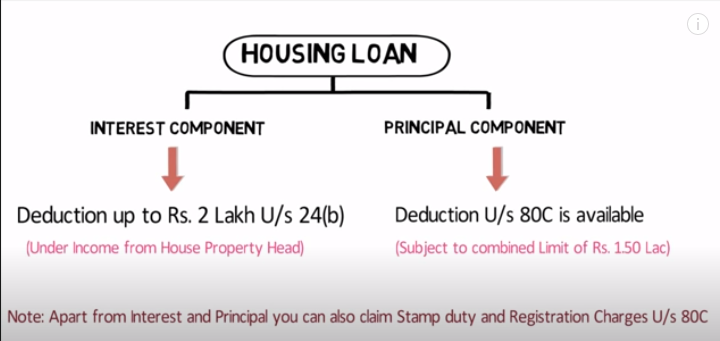 HOUSING LOAN
INTEREST COMPONENT
PRINCIPAL COMPONENT
Deduction up to Rs. 2 Lakh U/s 24(b)
(Under Income from House Property Head)
Deduction U/s 80C is available
(Subject to combined Limit of Rs. 1.50 Lac)
Note: Apart from Interest and Principal you can also claim Stamp duty and Registration Charges U/s 80C